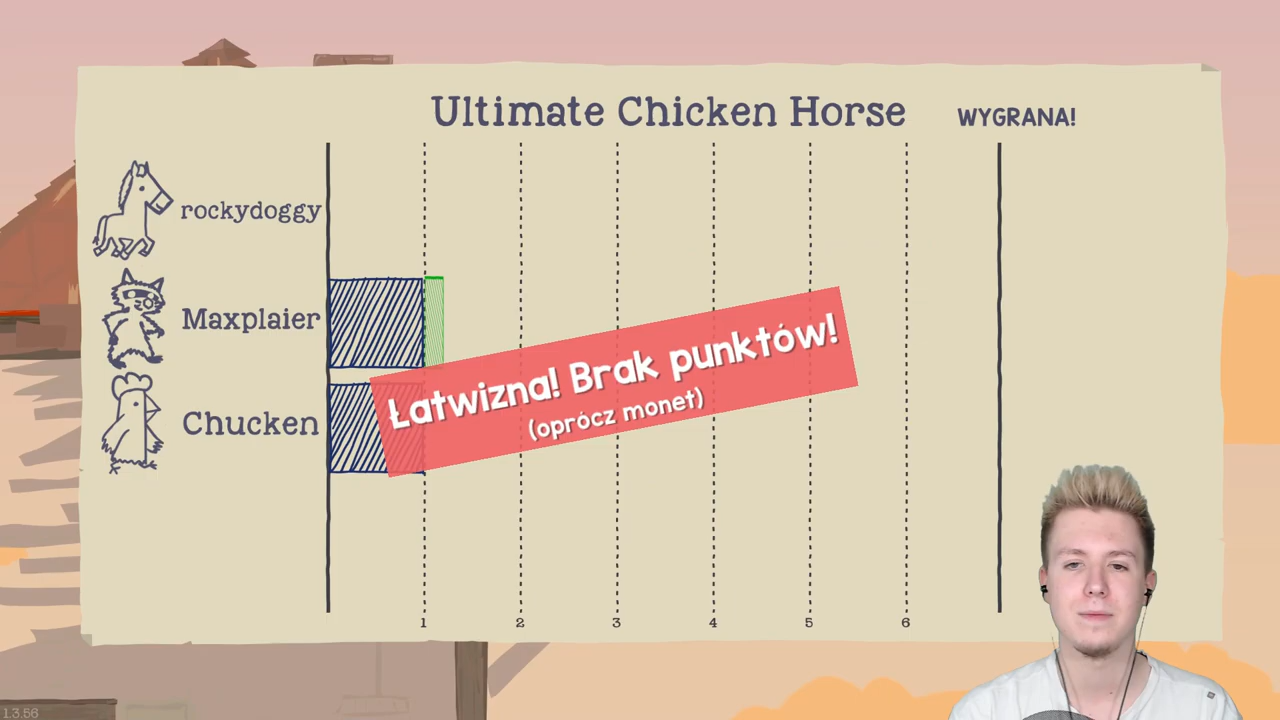 Ultimate Chicken Horse
WYGRANA!
rockydoggy
Maxplaier
Chucken
Łatwizna! Brak punktów!
(oprócz monet)
1 2 3 4 5 6
1.3.56